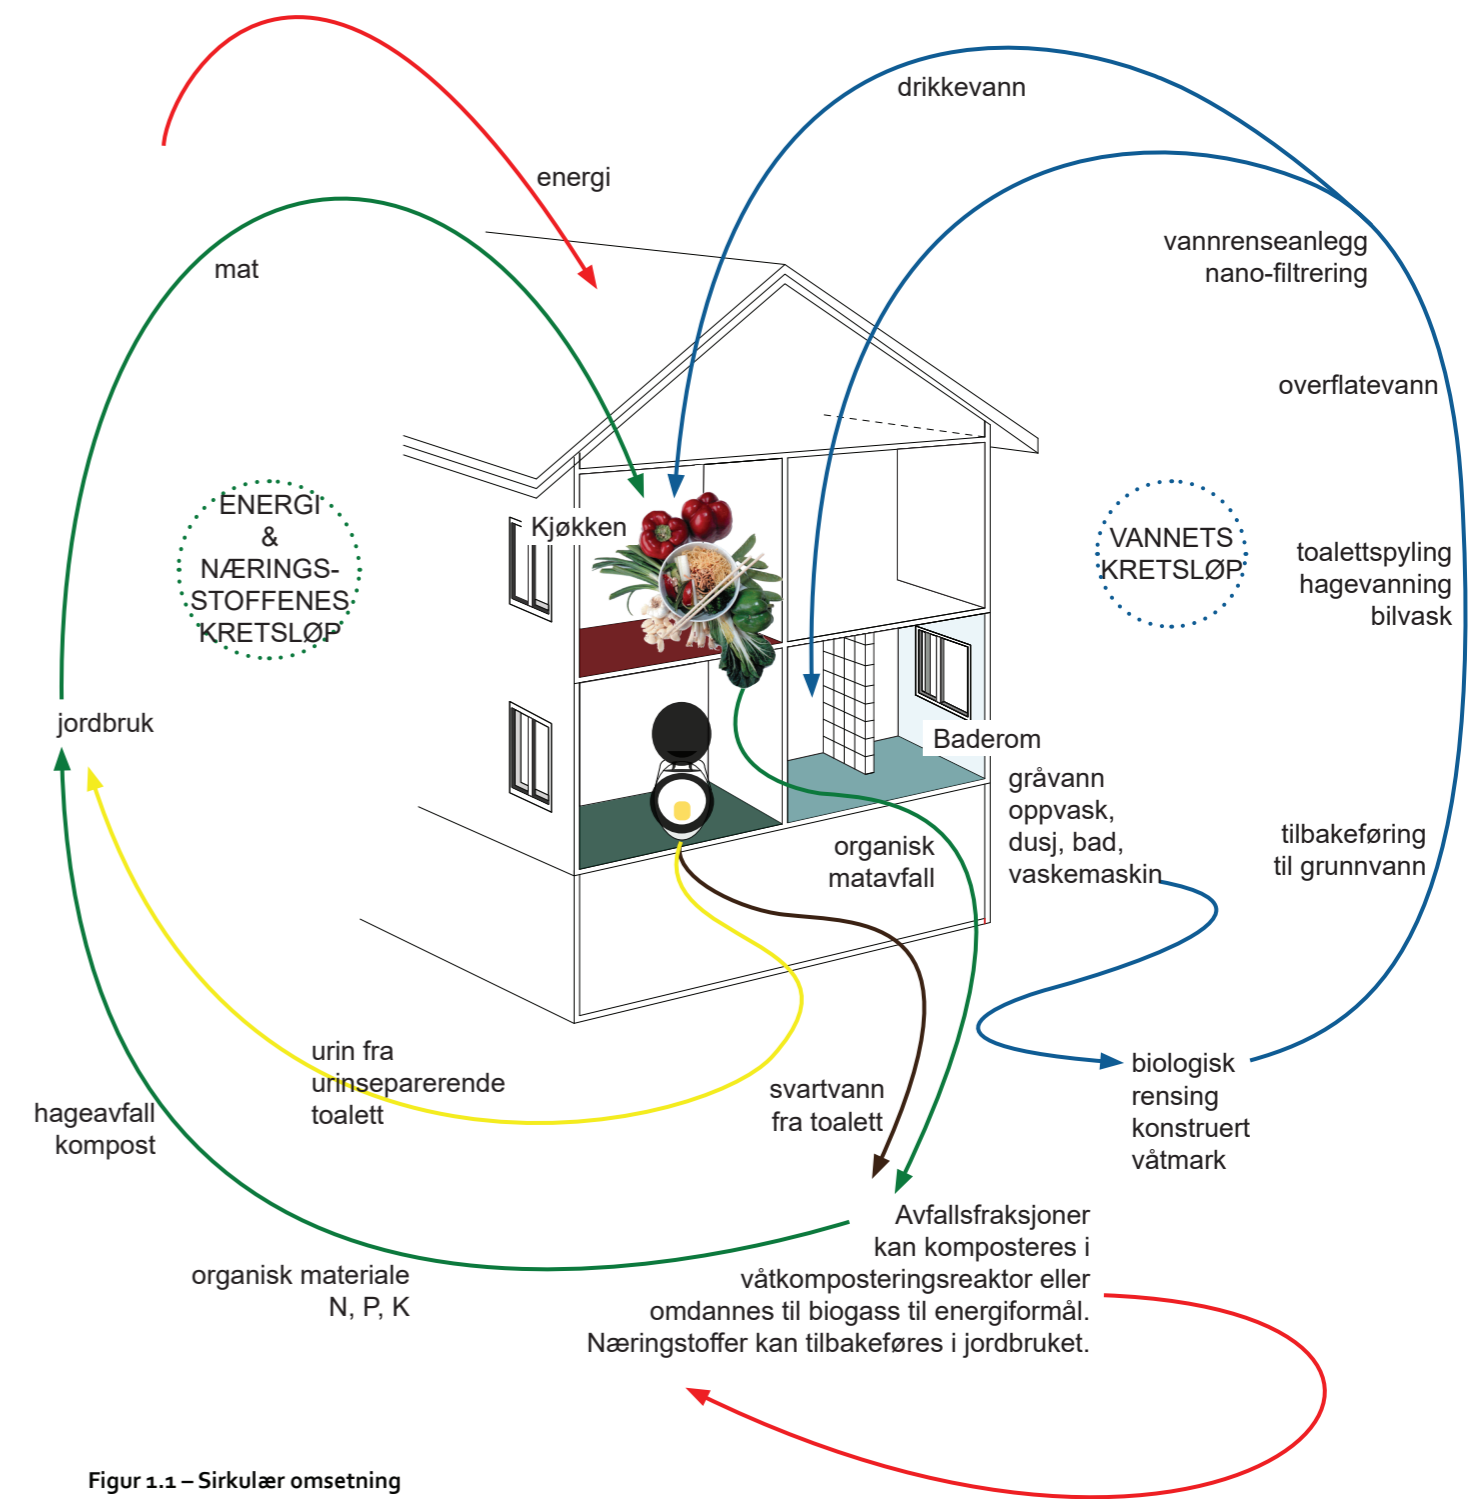 drikkevann
energi
vannrenseanlegg
nano-filtrering
mat
overflatevann
ENERGI
&
NÆRINGS-
STOFFENES
KRETSLØP
Kjøkken
VANNETS
KRETSLØP
toalettspyling
hagevanning
bilvask
jordbruk
Baderom
gråvann
oppvask,
dusj, bad,
vaskemaskin
organisk
matavfall
tilbakeføring
til grunnvann
urin fra
urinseparerende
toalett
svartvann
fra toalett
biologisk
rensing
konstruert
våtmark
hageavfall
kompost
organisk materiale
N, P, K
Avfallsfraksjoner
kan komposteres i
våtkomposteringsreaktor eller
omdannes til biogass til energiformål.
Næringstoffer kan tilbakeføres i jordbruket.
Figur 1.1 – Sirkulær omsetning